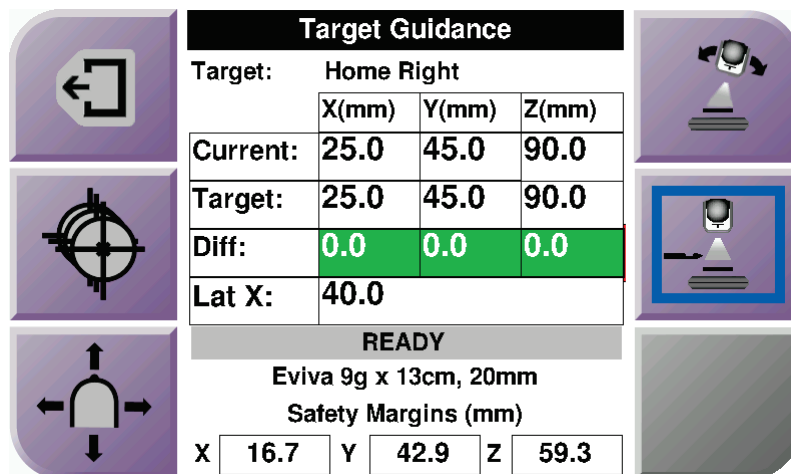 Target Guidance
Target: Home Right
X(mm) Y(mm) Z(mm)
Current: 25.0 45.0 90.0
Target: 25.0 45.0 90.0
Diff: 0.0 0.0 0.0
Lat X: 40.0
READY
Eviva 9g x 13cm, 20mm
Safety Margins (mm)
X 16.7 Y 42.9 Z 59.3